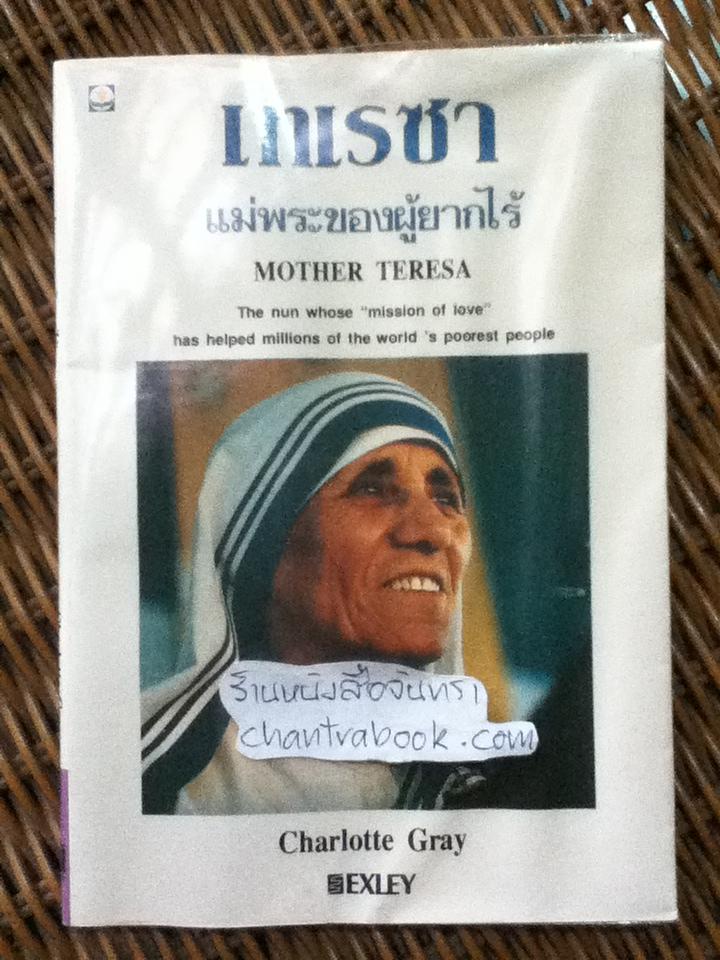 เทเรซา
แม่พระของผู้ยากไร้
MOTHER TERESA
The nun whose "mission of love"
has helped millions of the world 's poorest people
ร้านหนังสือจันทรา
chantrabook.com
Charlotte Gray
EXLEY